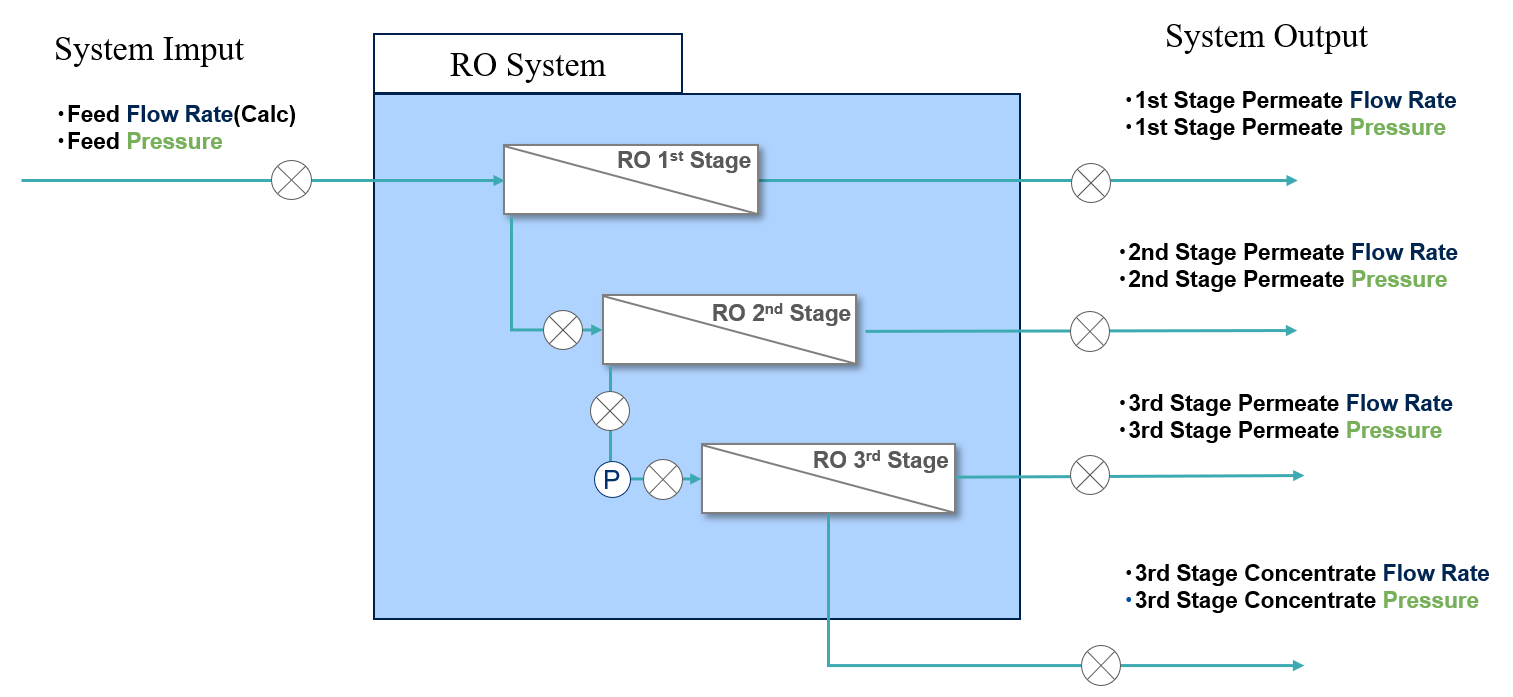 System Imput
・Feed Flow Rate(Calc)
・Feed Pressure
RO System
RO 1st Stage
RO 2nd Stage
P
RO 3rd Stage
System Output
・1st Stage Permeate Flow Rate
・1st Stage Permeate Pressure
・2nd Stage Permeate Flow Rate
・2nd Stage Permeate Pressure
・3rd Stage Permeate Flow Rate
・3rd Stage Permeate Pressure
・3rd Stage Concentrate Flow Rate
・3rd Stage Concentrate Pressure